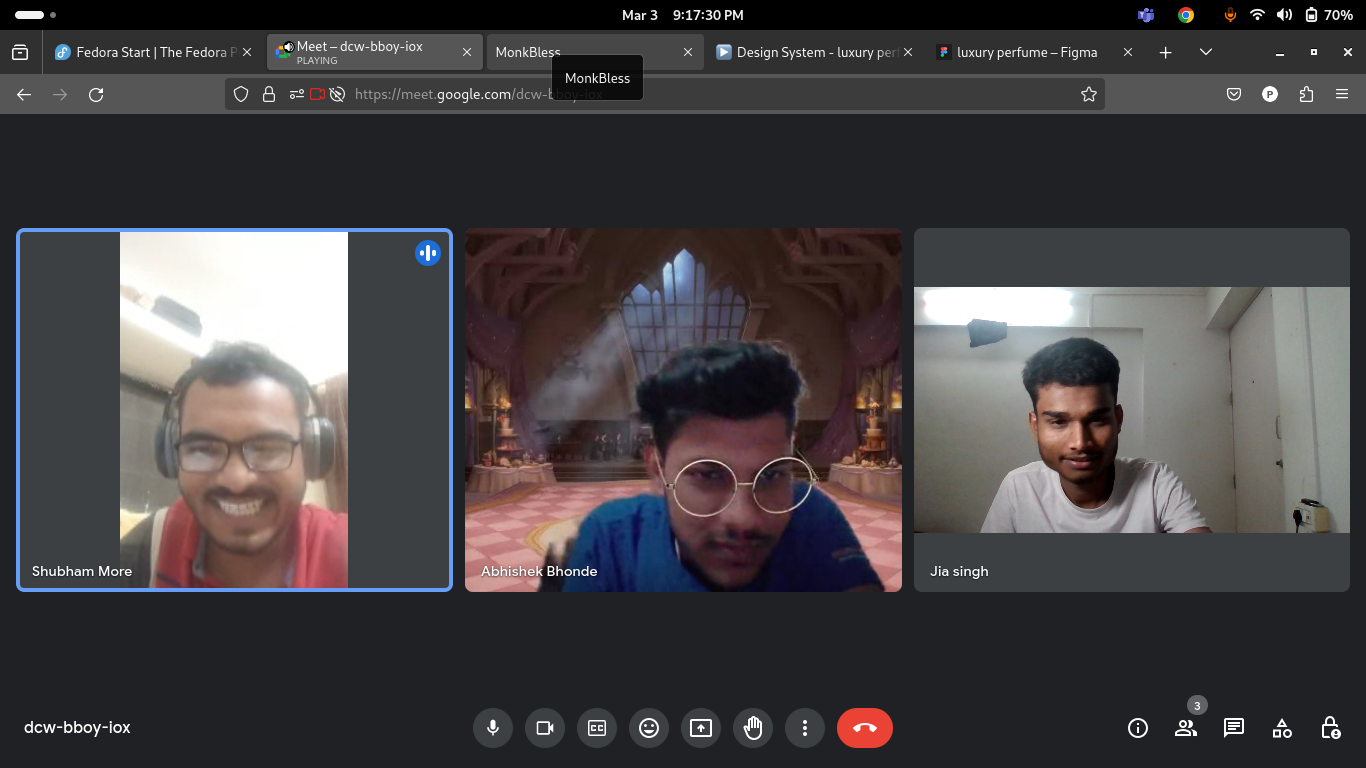 Mar 3 9:17:30 PM
70%
Fedora Start | The Fedora P
Meet – dcw-bboy-iox
PLAYING
MonkBless
Design System - luxury per
luxury perfume – Figma
MonkBless
https://meet.google.com/dcw-bboy-iox
P
Shubham More
Abhishek Bhonde
Jia singh
dcw-bboy-iox
CC
3